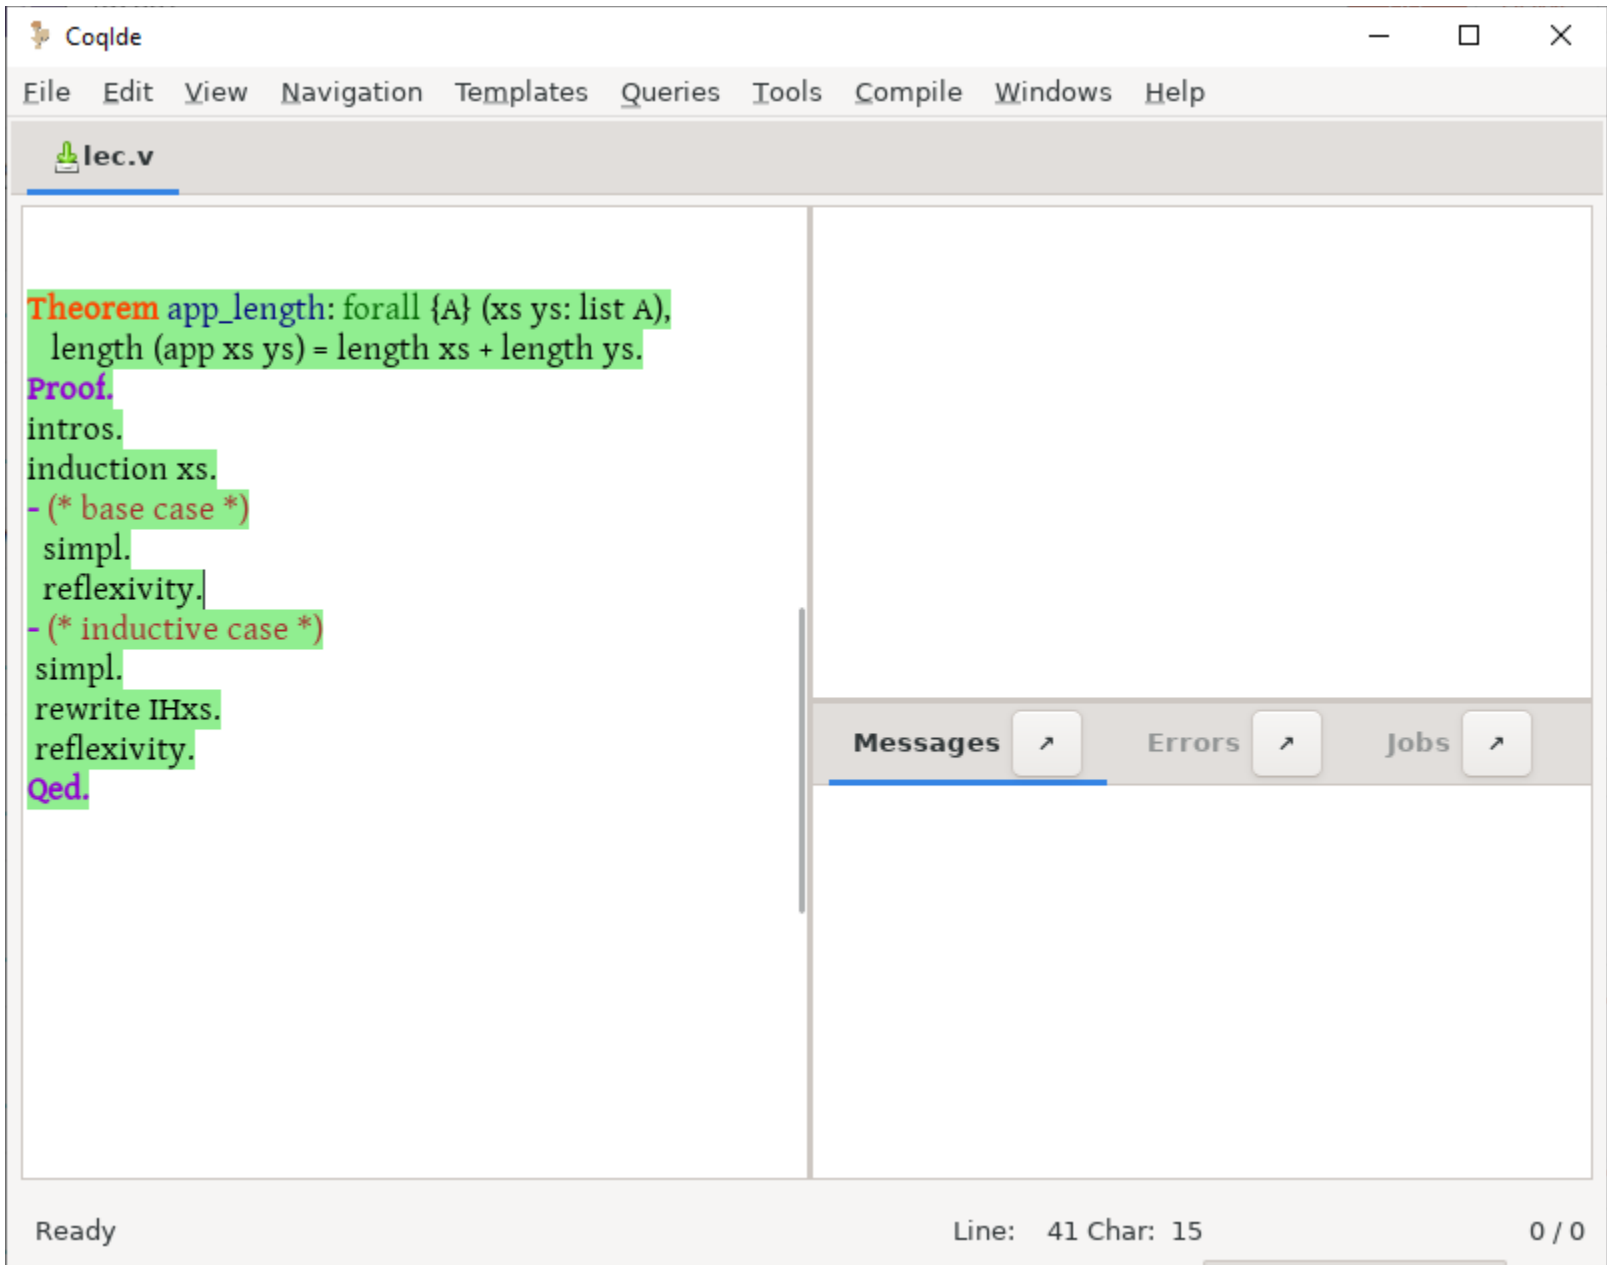 CoqIde
File Edit View Navigation Templates Queries Tools Compile Windows Help
lec.v
Theorem app_length: forall {A} (xs ys: list A),
length (app xs ys) = length xs + length ys.
Proof.
intros.
induction xs.
- (* base case *)
simpl.
reflexivity.
- (* inductive case *)
simpl.
rewrite IHxs.
reflexivity.
Qed.
Messages ↗ Errors ↗ Jobs ↗
Ready Line: 41 Char: 15 0 / 0